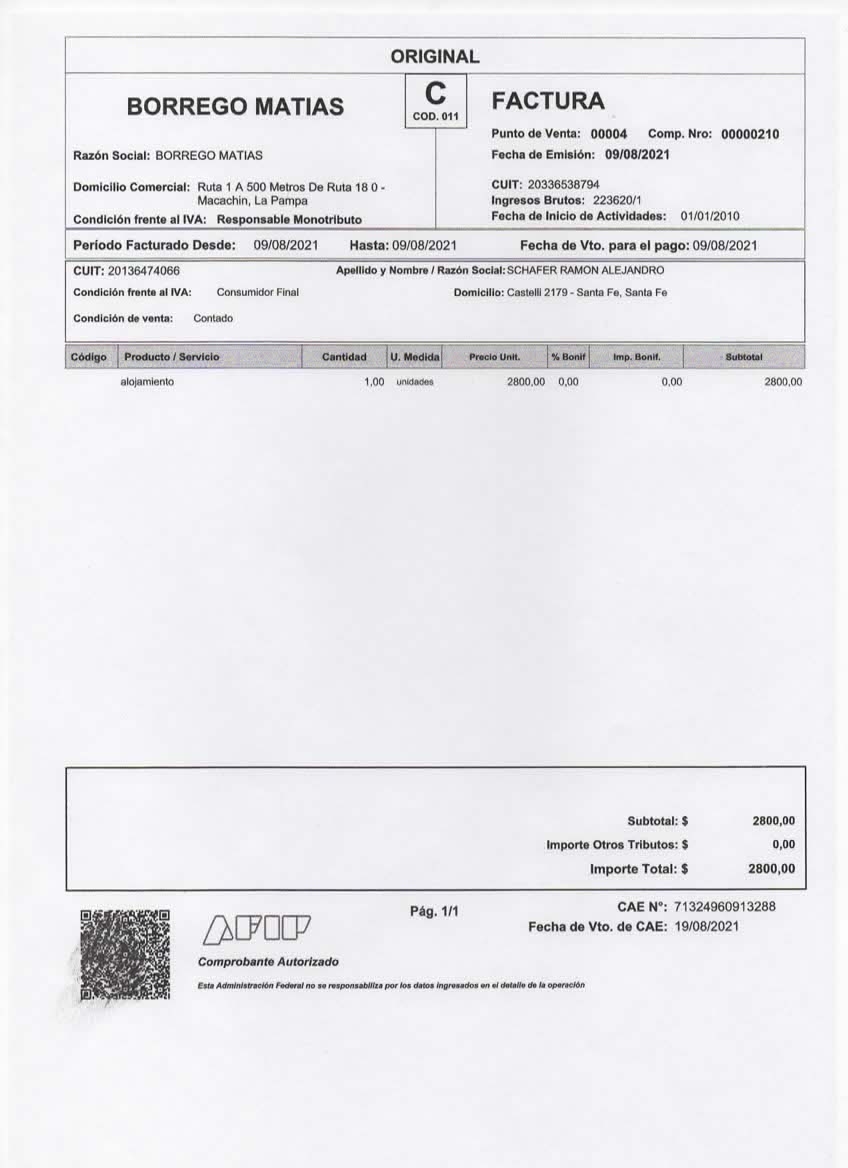 ORIGINAL
BORREGO MATIAS
C
COD. 011
FACTURA
Punto de Venta: 00004 Comp. Nro: 00000210
Razón Social: BORREGO MATIAS
Fecha de Emisión: 09/08/2021
Domicilio Comercial: Ruta 1 A 500 Metros De Ruta 18 0 -
Macachin, La Pampa
CUIT: 20336538794
Ingresos Brutos: 223620/1
Condición frente al IVA: Responsable Monotributo
Fecha de Inicio de Actividades: 01/01/2010
Período Facturado Desde: 09/08/2021 Hasta: 09/08/2021 Fecha de Vto. para el pago: 09/08/2021
CUIT: 20136474066 Apellido y Nombre / Razón Social: SCHAFER RAMON ALEJANDRO
Condición frente al IVA: Consumidor Final Domicilio: Castelli 2179 - Santa Fe, Santa Fe
Condición de venta: Contado
Código Producto / Servicio Cantidad U. Medida Precio Unit. % Bonif Imp. Bonif. Subtotal
alojamiento 1,00 unidades 2800,00 0,00 0,00 2800,00
Subtotal: $ 2800,00
Importe Otros Tributos: $ 0,00
Importe Total: $ 2800,00
AFIP
Pág. 1/1
CAE N°: 71324960913288
Fecha de Vto. de CAE: 19/08/2021
Comprobante Autorizado
Esta Administración Federal no se responsabiliza por los datos ingresados en el detalle de la operación